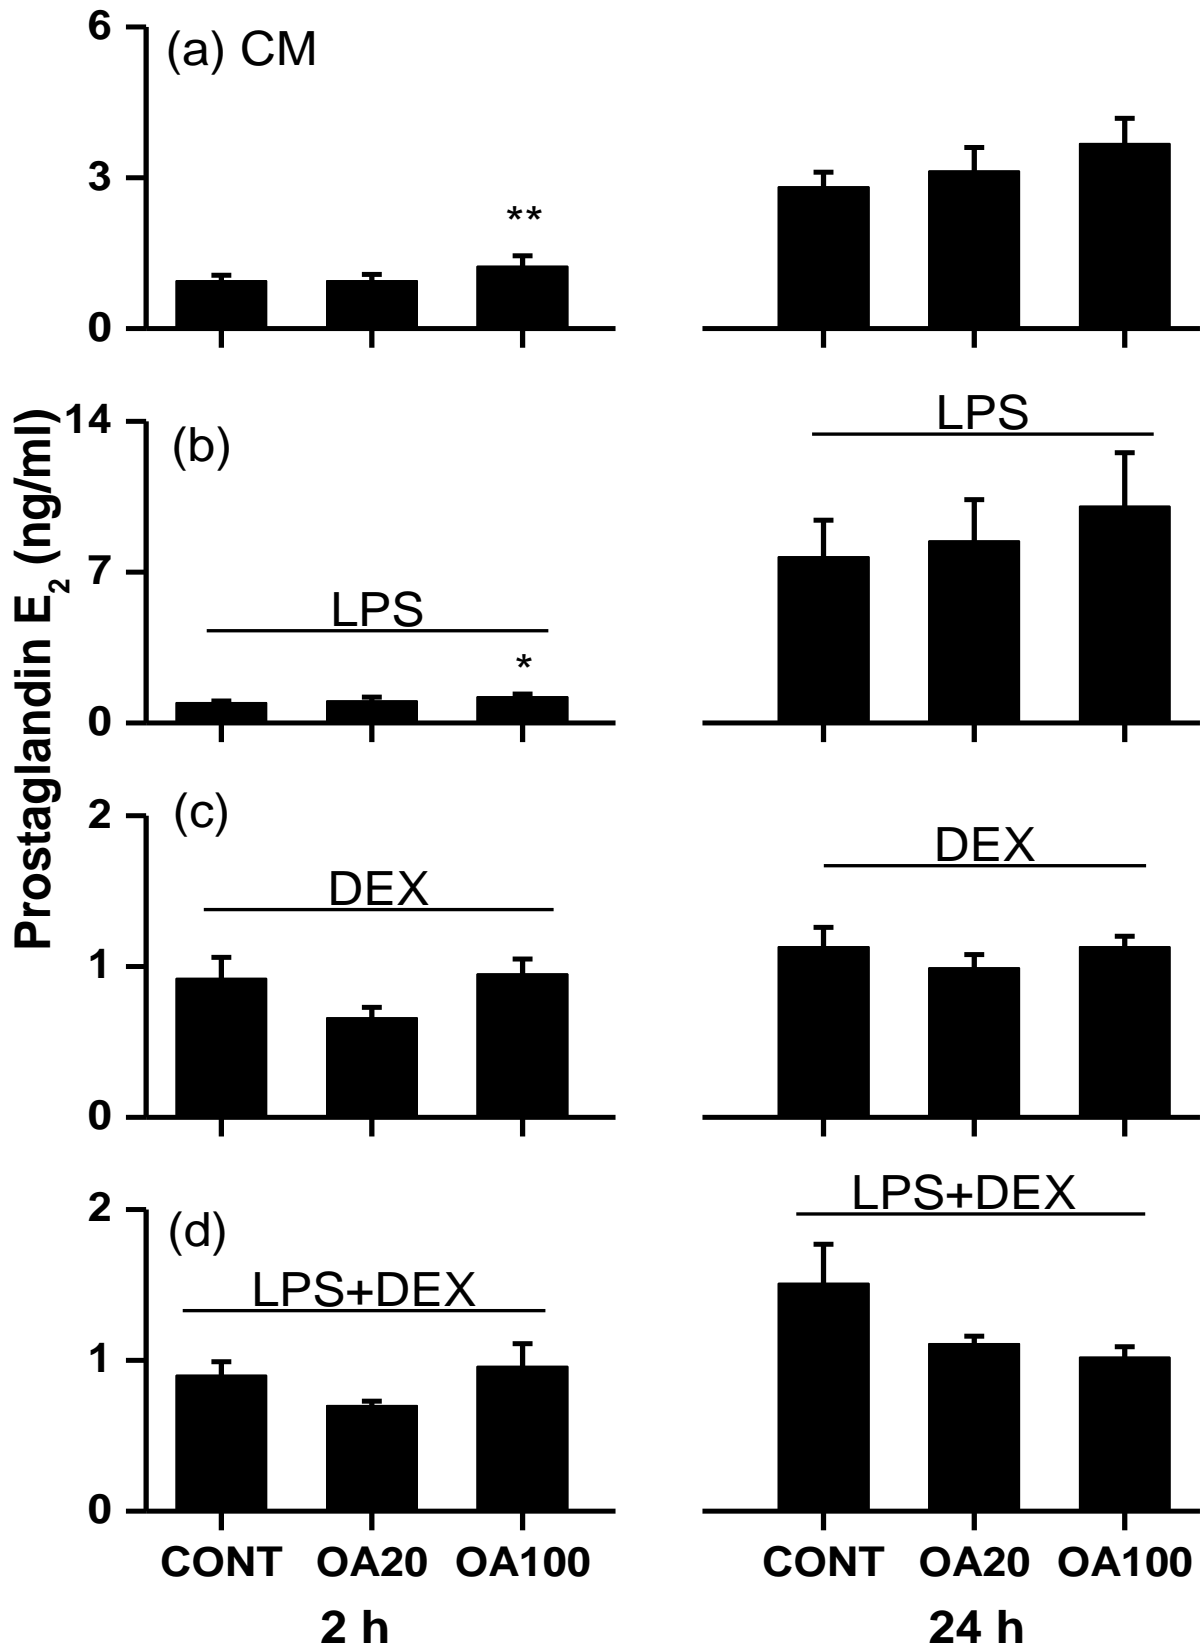 Prostaglandin E2 (ng/ml)
6
(a) CM
3
**
0
14
(b)
LPS
7
LPS
*
0
2
(c)
DEX
DEX
1
0
2
(d)
LPS+DEX
LPS+DEX
1
0
CONT OA20 OA100 CONT OA20 OA100
2 h 24 h